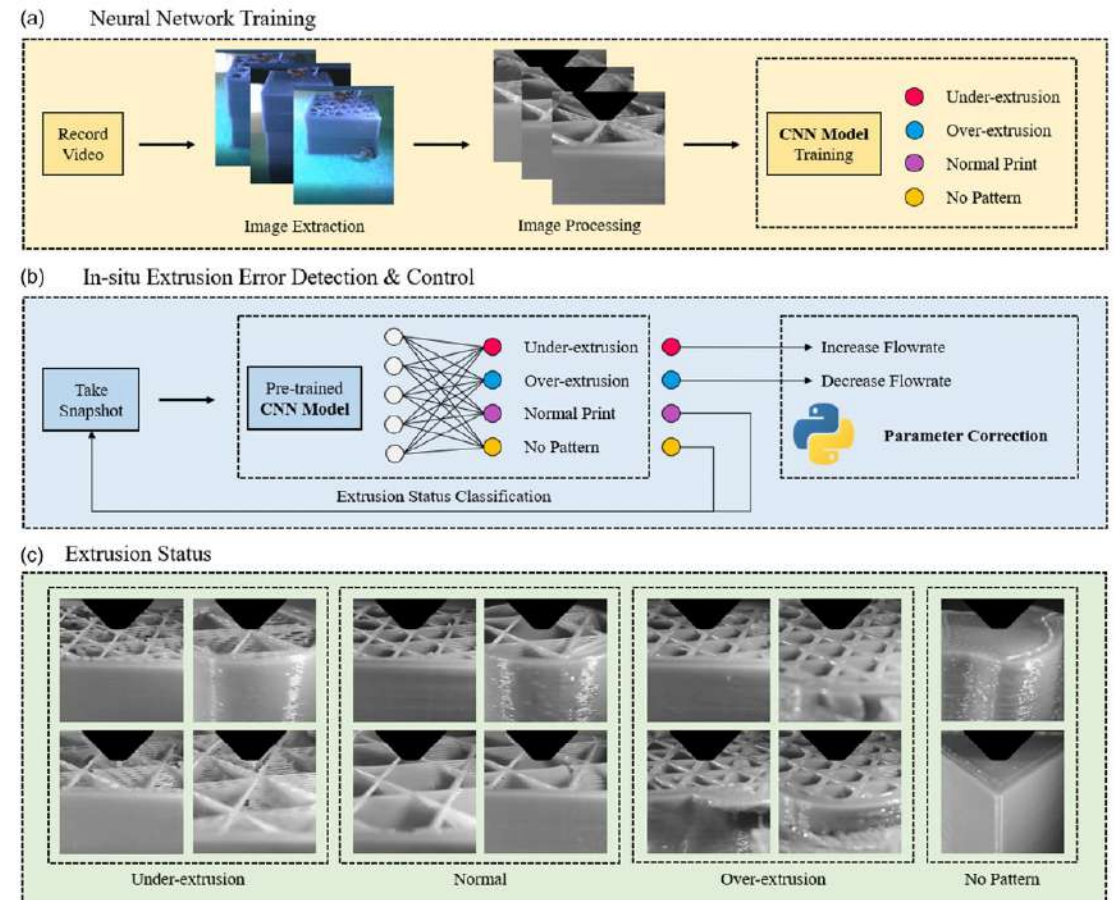 (a) Neural Network Training
Record
Video
Image Extraction
Image Processing
CNN Model
Training
Under-extrusion
Over-extrusion
Normal Print
No Pattern
(b) In-situ Extrusion Error Detection & Control
Take
Snapshot
Pre-trained
CNN Model
Under-extrusion
Over-extrusion
Normal Print
No Pattern
Increase Flowrate
Decrease Flowrate
Parameter Correction
Extrusion Status Classification
(c) Extrusion Status
Under-extrusion
Normal
Over-extrusion
No Pattern